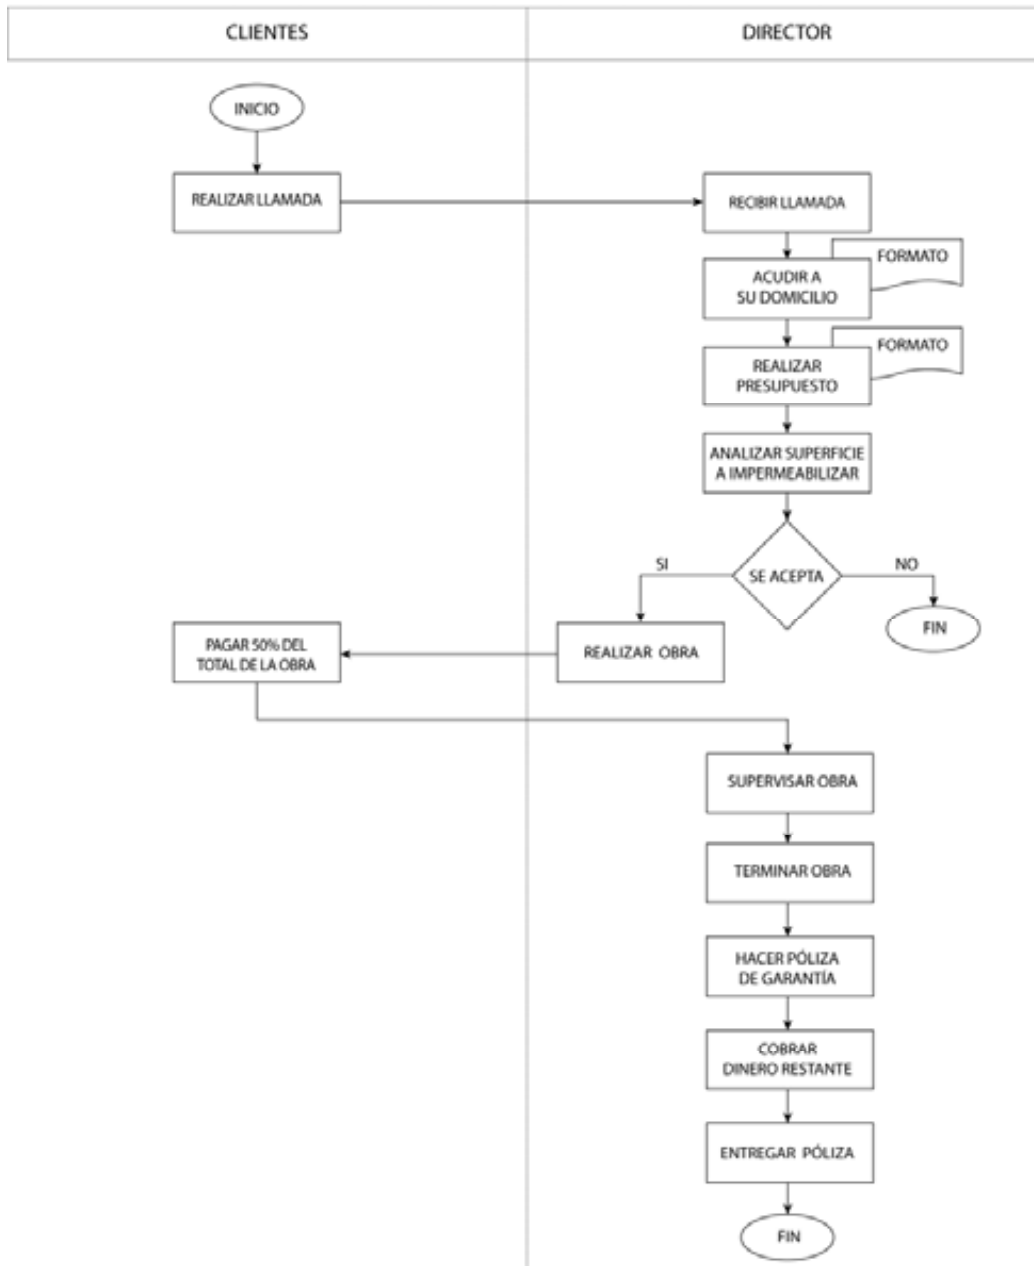 CLIENTES
DIRECTOR
INICIO
REALIZAR LLAMADA
RECIBIR LLAMADA
FORMATO
ACUDIR A
SU DOMICILIO
FORMATO
REALIZAR
PRESUPUESTO
ANALIZAR SUPERFICIE
A IMPERMEABILIZAR
SI
SE ACEPTA
NO
FIN
PAGAR 50% DEL
TOTAL DE LA OBRA
REALIZAR OBRA
SUPERVISAR OBRA
TERMINAR OBRA
HACER PÓLIZA
DE GARANTÍA
COBRAR
DINERO RESTANTE
ENTREGAR PÓLIZA
FIN